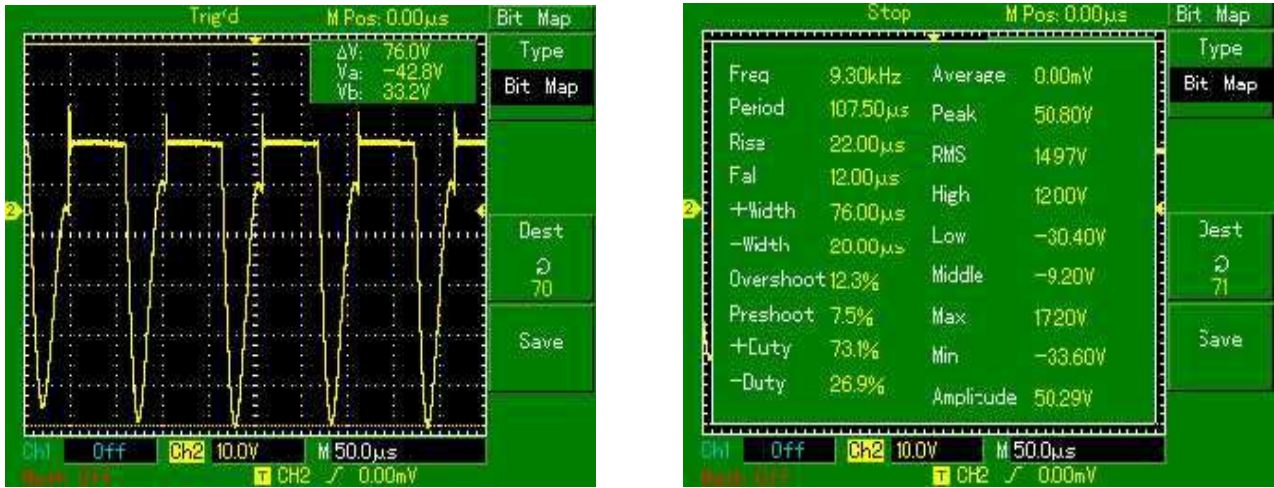 Trig'd M Pos: 0.00μs Bit Map
ΔV: 76.0V
Va: -42.8V
Vb: 33.2V
Type
Bit Map
2
Dest
70
Save
Ch1 Off Ch2 10.0V M 50.0μs
T CH2 0.00mV
Stop M Pos: 0.00μs Bit Map
Freq 9.30kHz Average 0.00mV
Period 107.50μs Peak 50.80V
Rise 22.00μs RMS 14.97V
Fal 12.00μs High 12.00V
+Width 76.00μs Low -30.40V
-Width 20.00μs Middle -9.20V
Overshoot 12.3% Max 17.20V
Preshoot 7.5% Min -33.60V
+Duty 73.1% Amplitude 50.29V
-Duty 26.9%
Type
Bit Map
2
Dest
71
Save
Ch1 Off Ch2 10.0V M 50.0μs
T CH2 0.00mV